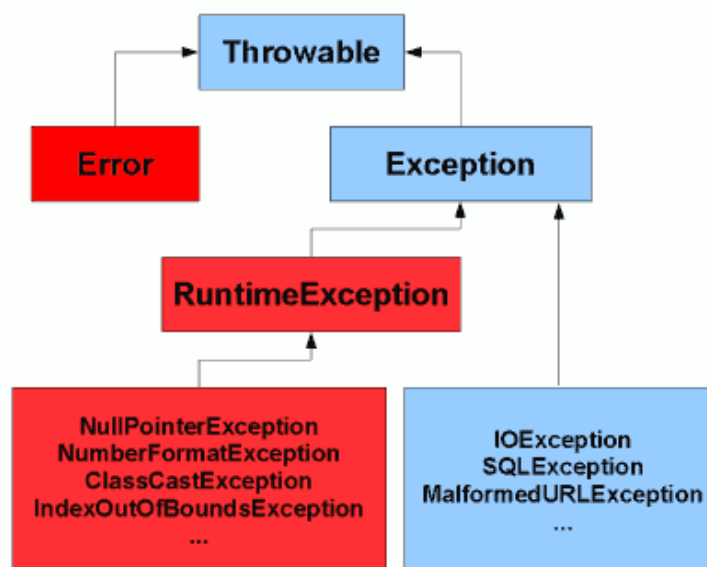 Throwable
Error
Exception
RuntimeException
NullPointerException
NumberFormatException
ClassCastException
IndexOutOfBoundsException
...
IOException
SQLException
MalformedURLException
...